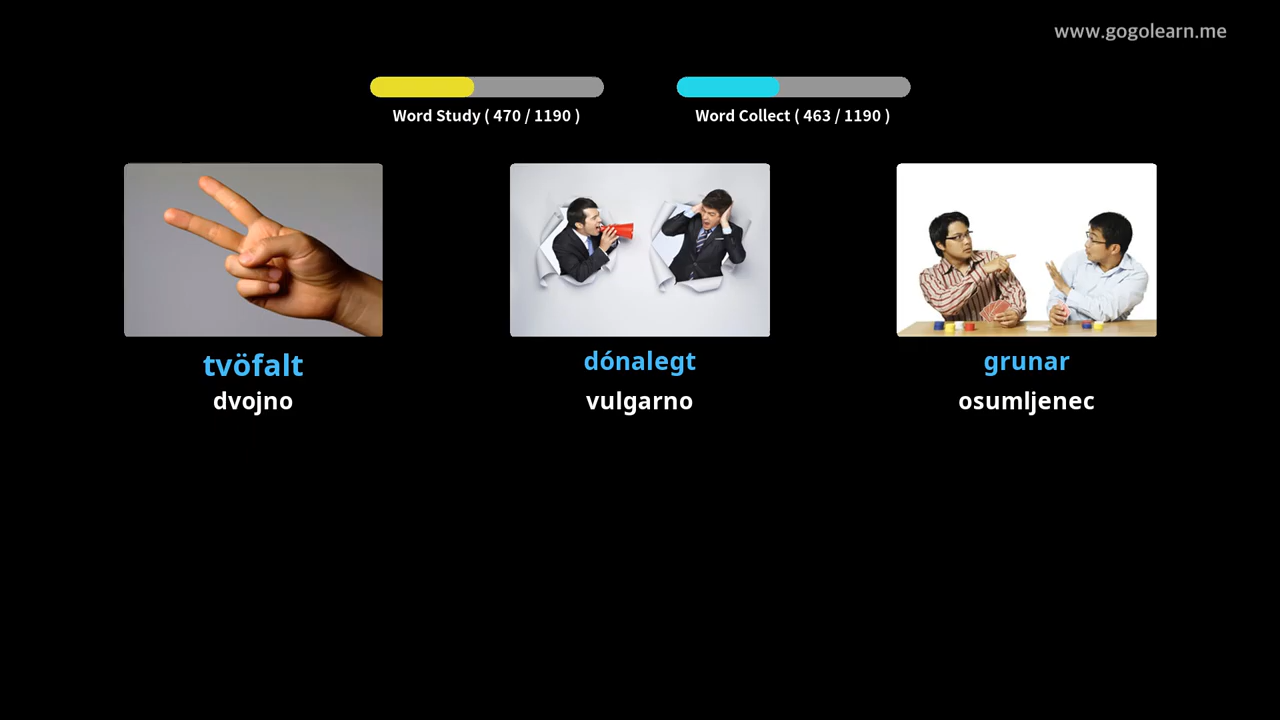 www.gogolearn.me
Word Study ( 470 / 1190 )
Word Collect ( 463 / 1190 )
tvöfalt
dvojno
dónalegt
vulgarno
grunar
osumljenec